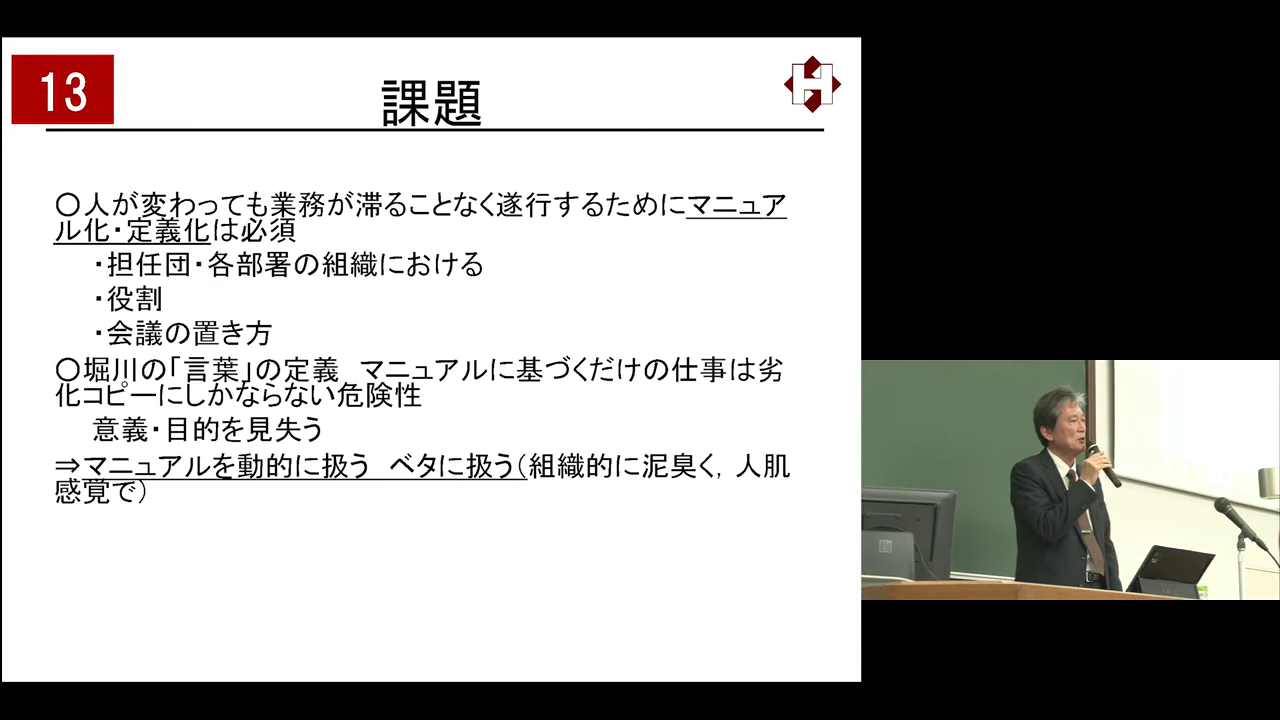 13
課題
○人が変わっても業務が滞ることなく遂行するためにマニュア
ル化・定義化は必須
・担任団・各部署の組織における
・役割
・会議の置き方
○堀川の「言葉」の定義　マニュアルに基づくだけの仕事は劣
化コピーにしかならない危険性
意義・目的を見失う
⇒マニュアルを動的に扱う　ベタに扱う（組織的に泥臭く，人肌
感覚で）